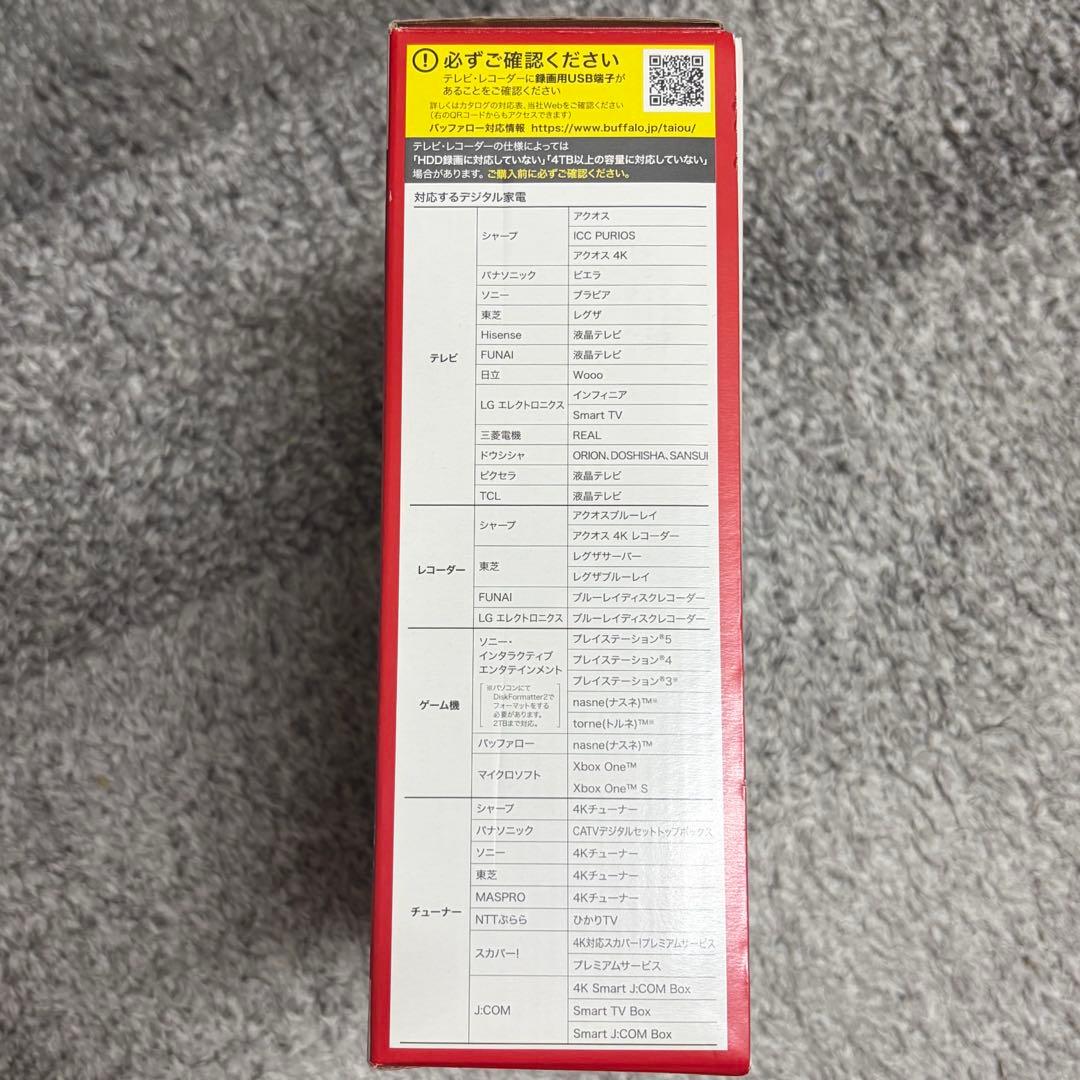 ! 必ずご確認ください
テレビ・レコーダーに録画用USB端子が
あることをご確認ください
詳しくはカタログの対応表、当社Webをご確認ください
(右のQRコードからもアクセスできます)
バッファロー対応情報 https://www.buffalo.jp/taiou/
テレビ・レコーダーの仕様によっては
「HDD録画に対応していない」「4TB以上の容量に対応していない」
場合があります。ご購入前に必ずご確認ください。
対応するデジタル家電
テレビ
シャープ
アクオス
ICC PURIOS
アクオス 4K
パナソニック ビエラ
ソニー ブラビア
東芝 レグザ
Hisense 液晶テレビ
FUNAI 液晶テレビ
日立 Wooo
LG エレクトロニクス
インフィニア
Smart TV
三菱電機 REAL
ドウシシャ ORION、DOSHISHA、SANSUI
ピクセラ 液晶テレビ
TCL 液晶テレビ
レコーダー
シャープ
アクオスブルーレイ
アクオス 4K レコーダー
東芝
レグザサーバー
レグザブルーレイ
FUNAI ブルーレイディスクレコーダー
LG エレクトロニクス ブルーレイディスクレコーダー
ゲーム機
ソニー・
インタラクティブ
エンタテインメント
※パソコンにて
DiskFormatter2で
フォーマットをする
必要があります。
2TBまで対応。
プレイステーション®5
プレイステーション®4
プレイステーション®3※
nasne(ナスネ)™※
torne(トルネ)™※
バッファロー nasne(ナスネ)™
マイクロソフト
Xbox One™
Xbox One™ S
チューナー
シャープ 4Kチューナー
パナソニック CATVデジタルセットトップボックス
ソニー 4Kチューナー
東芝 4Kチューナー
MASPRO 4Kチューナー
NTTぷらら ひかりTV
スカパー!
4K対応スカパー!プレミアムサービス
プレミアムサービス
J:COM
4K Smart J:COM Box
Smart TV Box
Smart J:COM Box